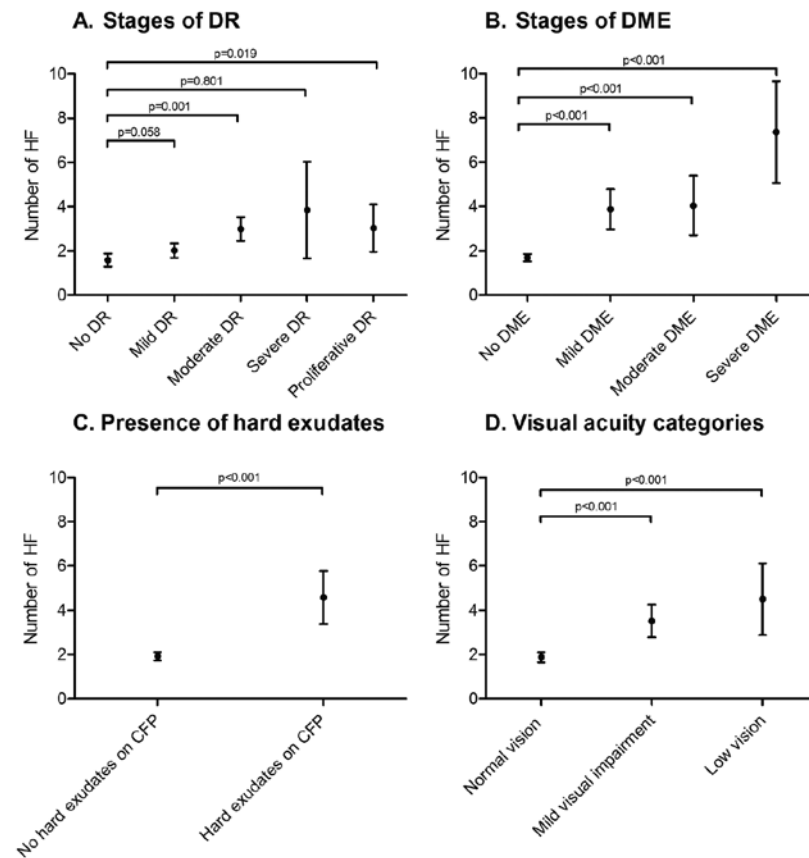 A. Stages of DR
p=0.019
p=0.801
p=0.001
p=0.058
Number of HF
10
8
6
4
2
0
No DR
Mild DR
Moderate DR
Severe DR
Proliferative DR
B. Stages of DME
p<0.001
p<0.001
p<0.001
Number of HF
10
8
6
4
2
0
No DME
Mild DME
Moderate DME
Severe DME
C. Presence of hard exudates
p<0.001
Number of HF
10
8
6
4
2
0
No hard exudates on CFP
Hard exudates on CFP
D. Visual acuity categories
p<0.001
p<0.001
Number of HF
10
8
6
4
2
0
Normal vision
Mild visual impairment
Low vision